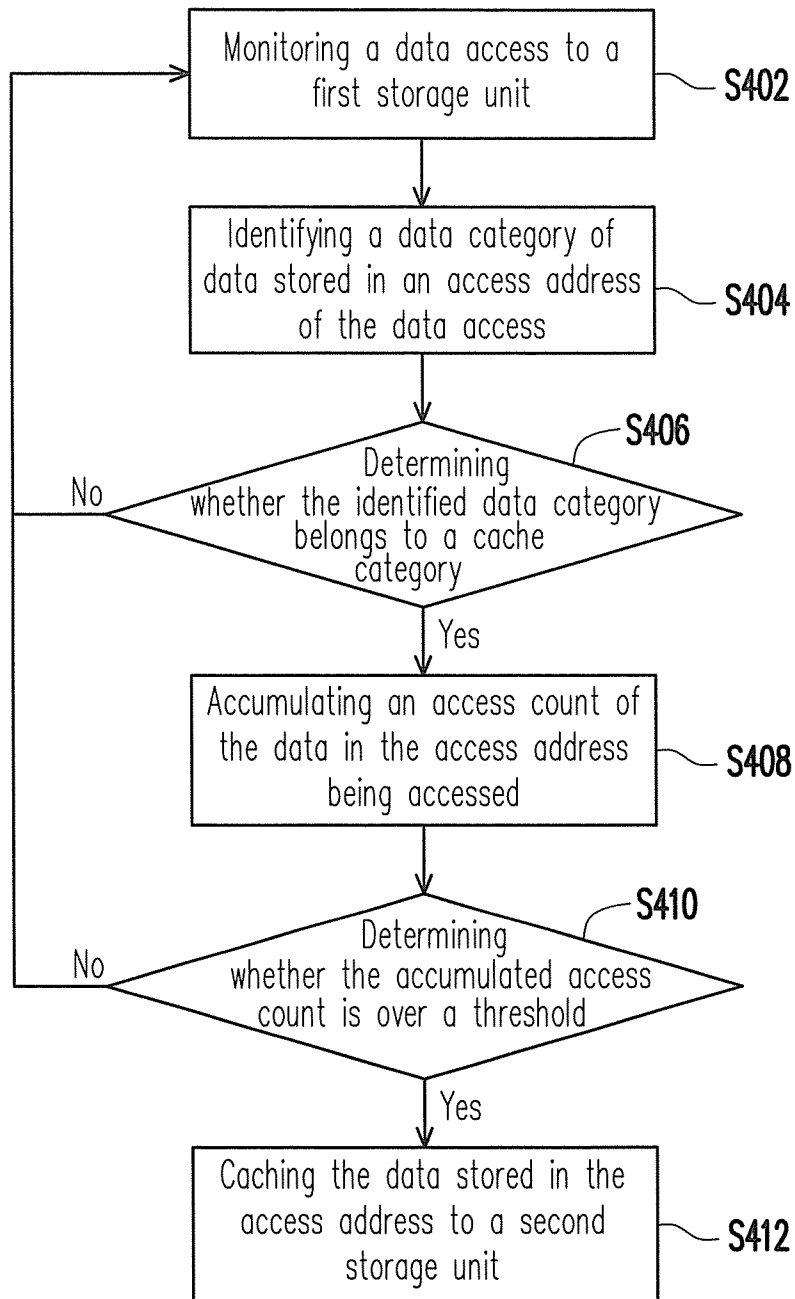 Monitoring a data access to a
first storage unit
S402
Identifying a data category of
data stored in an access address
of the data access
S404
S406
Determining
whether the identified data category
belongs to a cache
category
No
Yes
Accumulating an access count of
the data in the access address
being accessed
S408
S410
Determining
whether the accumulated access
count is over a threshold
No
Yes
Caching the data stored in the
access address to a second
storage unit
S412